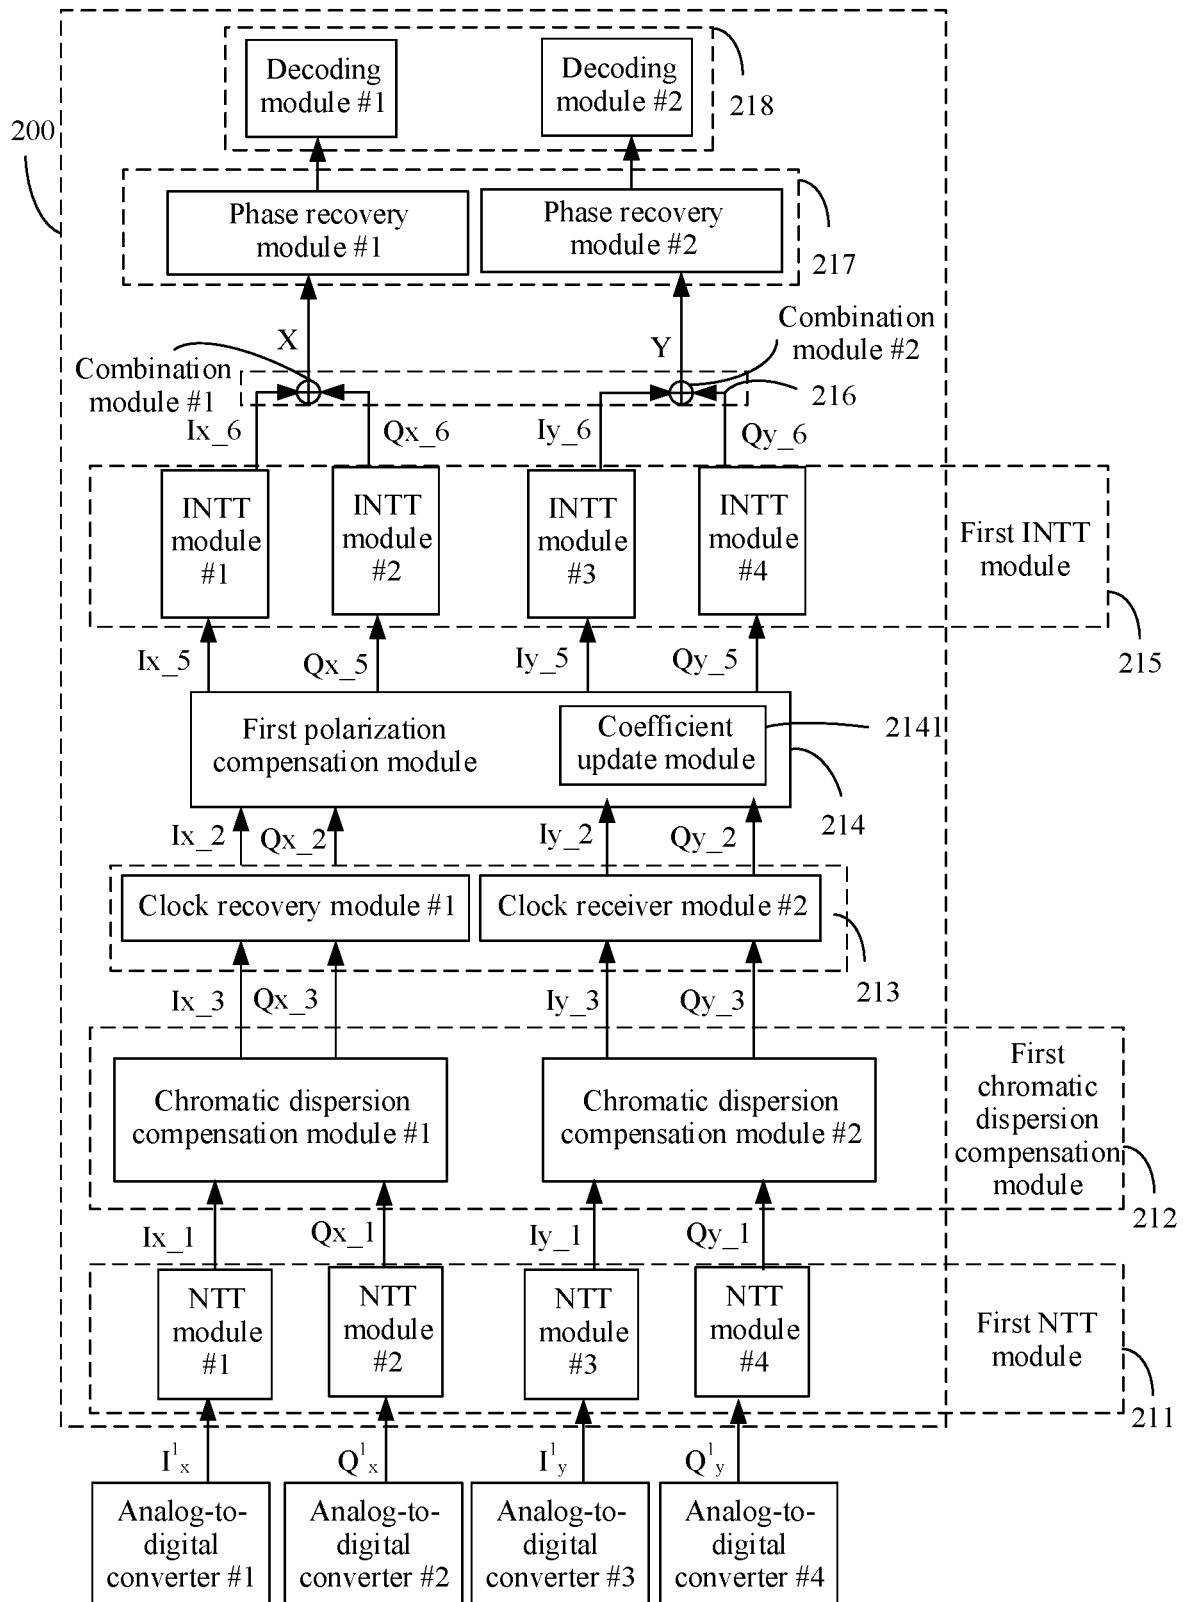 200
Decoding
module #1
Decoding
module #2
218
Phase recovery
module #1
Phase recovery
module #2
217
X
Y
Combination
module #1
Combination
module #2
216
Ix_6
Qx_6
Iy_6
Qy_6
INTT
module
#1
INTT
module
#2
INTT
module
#3
INTT
module
#4
First INTT
module
215
Ix_5
Qx_5
Iy_5
Qy_5
First polarization
compensation module
Coefficient
update module
2141
214
Ix_2
Qx_2
Iy_2
Qy_2
Clock recovery module #1
Clock receiver module #2
213
Ix_3
Qx_3
Iy_3
Qy_3
Chromatic dispersion
compensation module #1
Chromatic dispersion
compensation module #2
First
chromatic
dispersion
compensation
module
212
Ix_1
Qx_1
Iy_1
Qy_1
NTT
module
#1
NTT
module
#2
NTT
module
#3
NTT
module
#4
First NTT
module
211
I¹ₓ
Q¹ₓ
I¹y
Q¹y
Analog-to-
digital
converter #1
Analog-to-
digital
converter #2
Analog-to-
digital
converter #3
Analog-to-
digital
converter #4